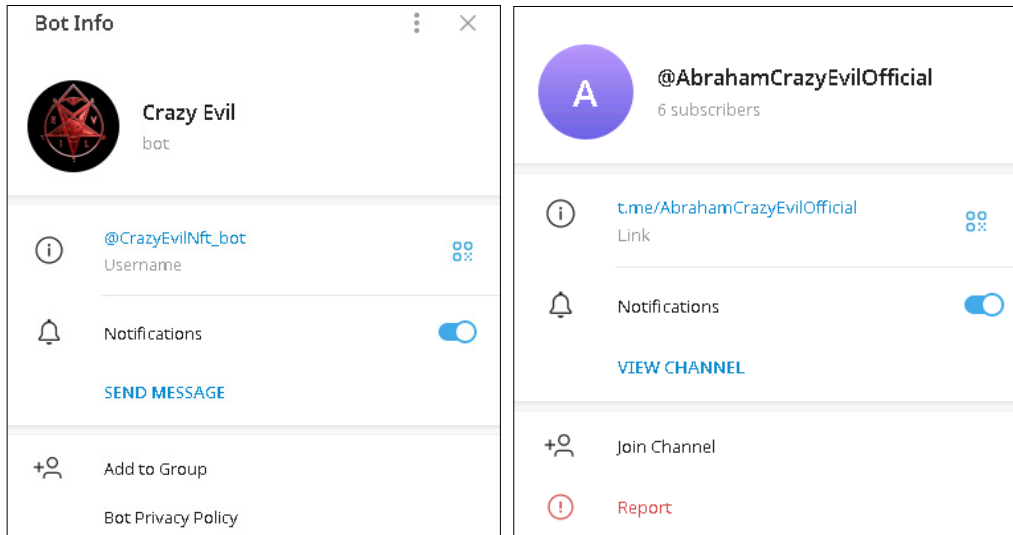 Bot Info
Crazy Evil
bot
@CrazyEvilNft_bot
Username
Notifications
SEND MESSAGE
Add to Group
Bot Privacy Policy
A
@AbrahamCrazyEvilOfficial
6 subscribers
t.me/AbrahamCrazyEvilOfficial
Link
Notifications
VIEW CHANNEL
Join Channel
Report